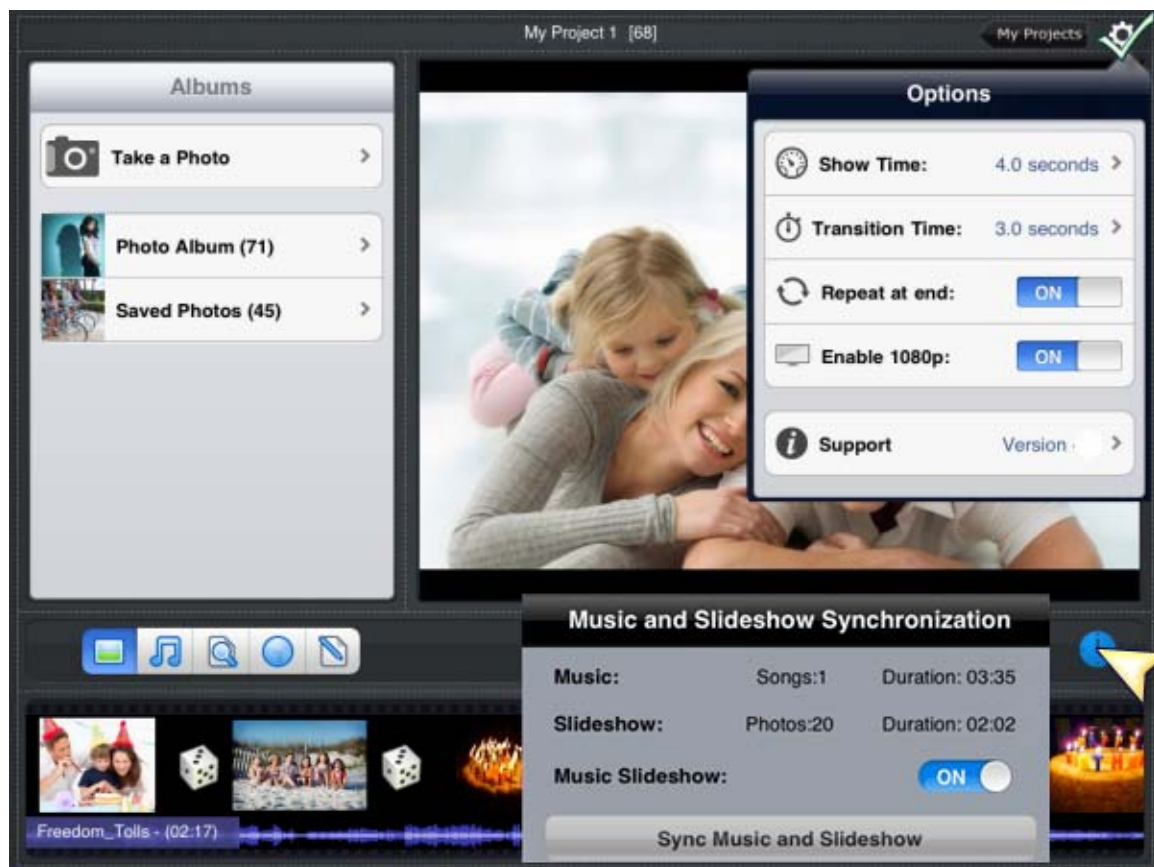 My Project 1 [68]
My Projects
Albums
Take a Photo
Photo Album (71)
Saved Photos (45)
Options
Show Time: 4.0 seconds
Transition Time: 3.0 seconds
Repeat at end: ON
Enable 1080p: ON
Support Version
Music and Slideshow Synchronization
Music: Songs:1 Duration: 03:35
Slideshow: Photos:20 Duration: 02:02
Music Slideshow: ON
Sync Music and Slideshow
Freedom_Tolls - (02:17)